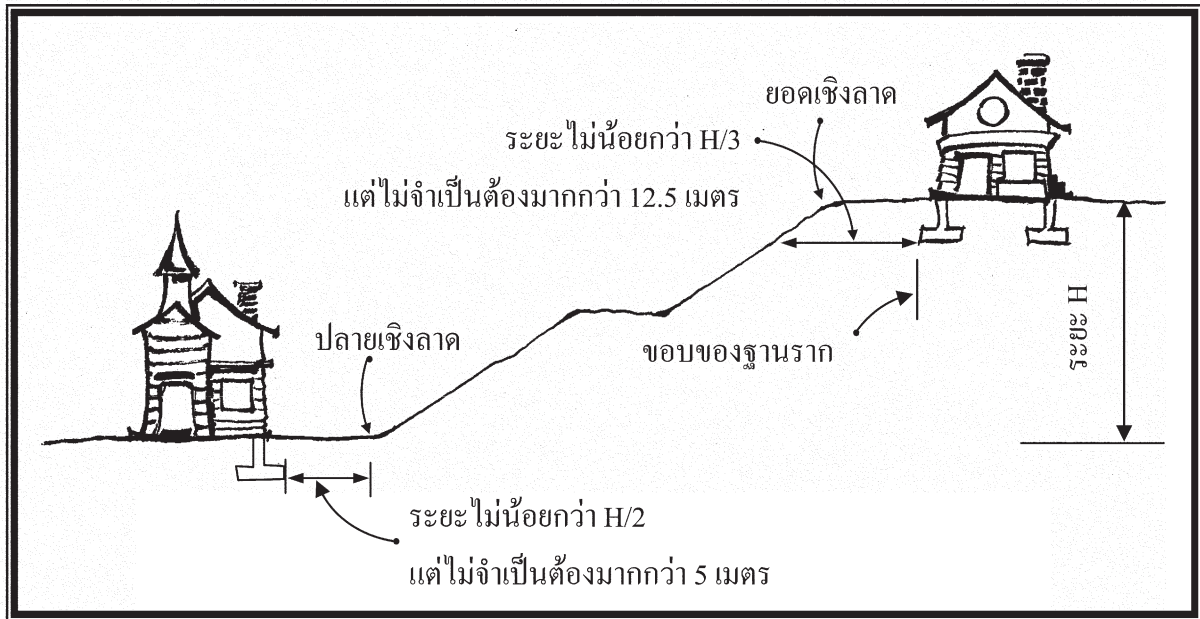 ยอดเชิงลาด
ระยะไม่น้อยกว่า H/3
แต่ไม่จำเป็นต้องมากกว่า 12.5 เมตร
ระยะ H
ปลายเชิงลาด
ขอบของฐานราก
ระยะไม่น้อยกว่า H/2
แต่ไม่จำเป็นต้องมากกว่า 5 เมตร